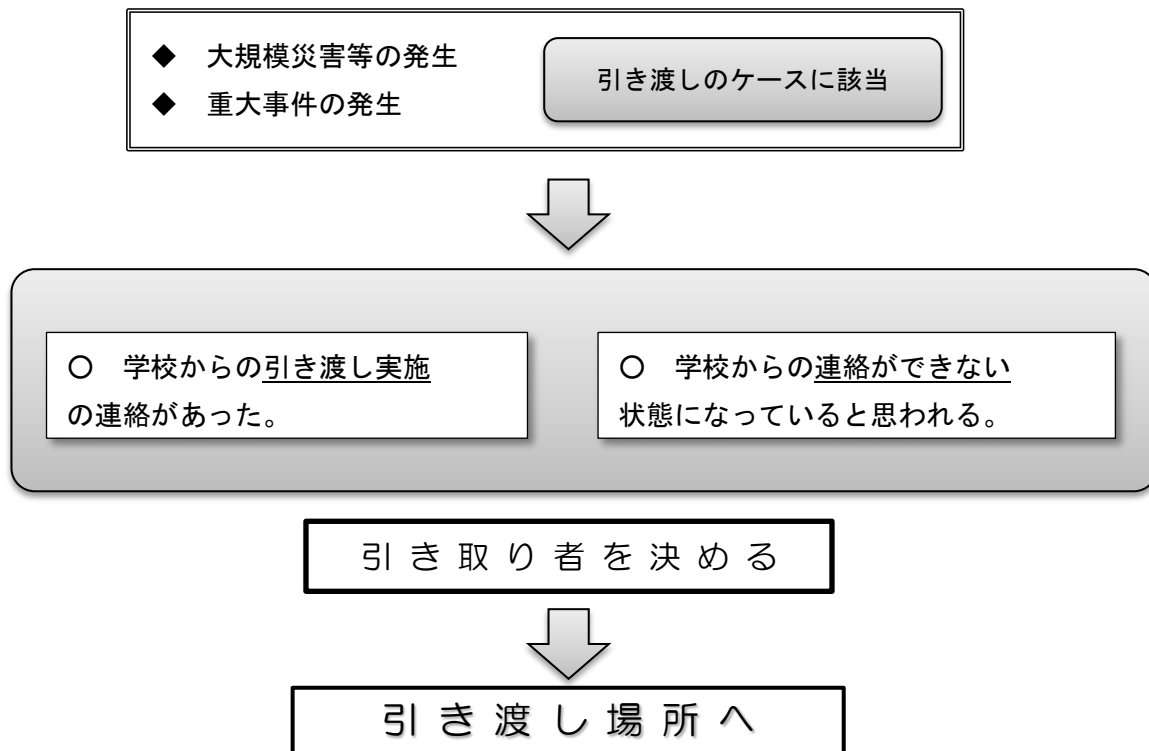 ◆ 大規模災害等の発生
◆ 重大事件の発生
引き渡しのケースに該当
○ 学校からの引き渡し実施
の連絡があった。
○ 学校からの連絡ができない
状態になっていると思われる。
引き取り者を決める
引き渡し場所へ